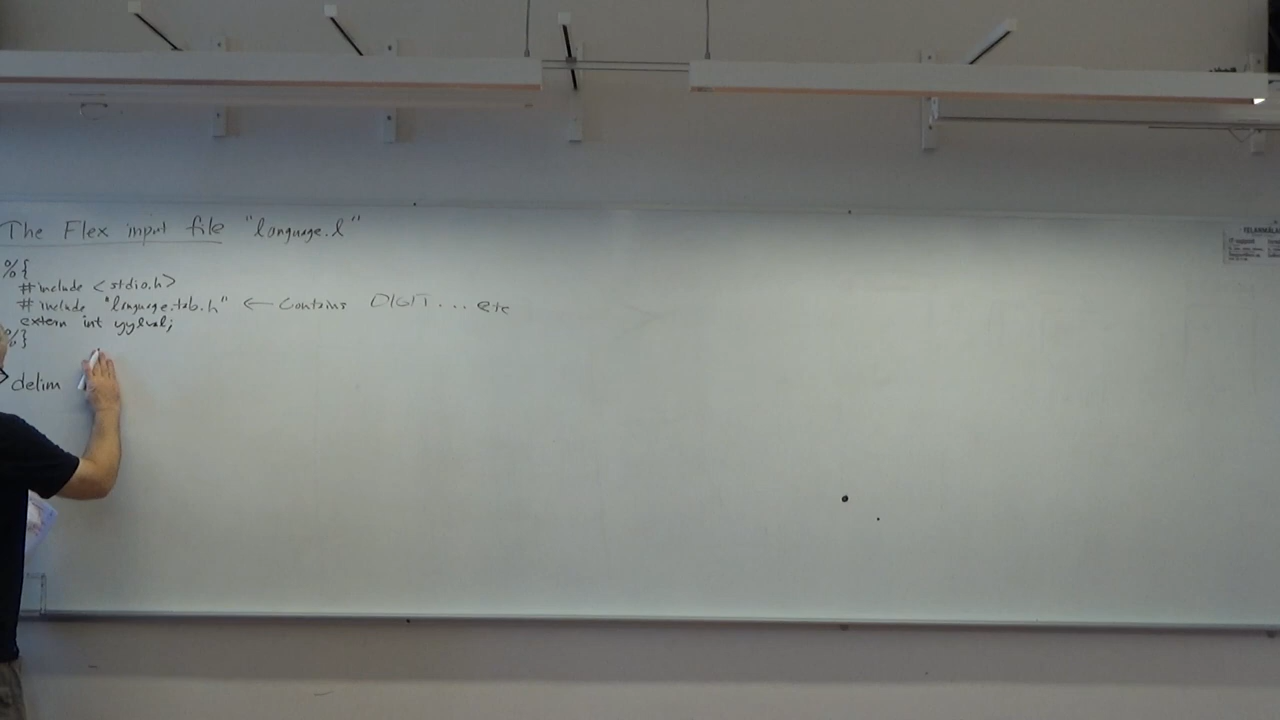 The Flex input file "language.l"
%{
#include <stdio.h>
#include "language.tab.h" ← Contains DIGIT... etc
extern int yylval;
%}
delim